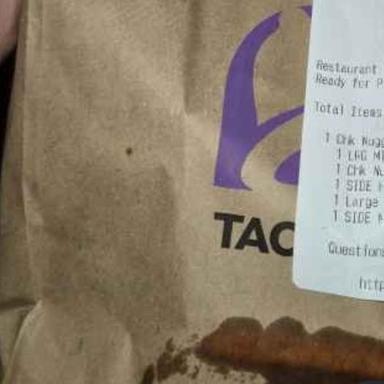 Restaurant
Ready for P
Total Items
1 Chk Nugg
1 LRG M
1 Chk Nu
1 SIDE
1 Large
1 SIDE
Question
http
TAC